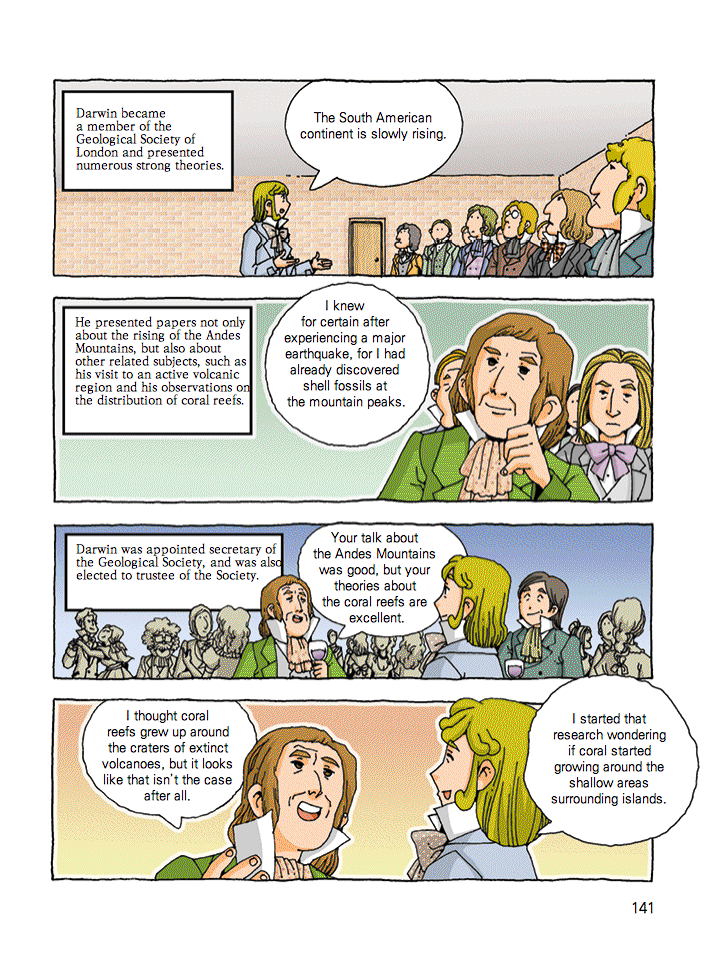 Darwin became
a member of the
Geological Society of
London and presented
numerous strong theories.
The South American
continent is slowly rising.
He presented papers not only
about the rising of the Andes
Mountains, but also about
other related subjects, such as
his visit to an active volcanic
region and his observations on
the distribution of coral reefs.
I knew
for certain after
experiencing a major
earthquake, for I had
already discovered
shell fossils at
the mountain peaks.
Darwin was appointed secretary of
the Geological Society, and was also
elected to trustee of the Society.
Your talk about
the Andes Mountains
was good, but your
theories about
the coral reefs are
excellent.
I thought coral
reefs grew up around
the craters of extinct
volcanoes, but it looks
like that isn't the case
after all.
I started that
research wondering
if coral started
growing around the
shallow areas
surrounding islands.
141